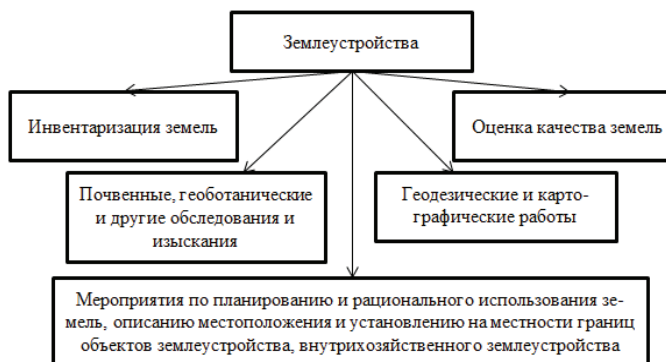 Землеустройства
Инвентаризация земель
Оценка качества земель
Почвенные, геоботанические
и другие обследования и
изыскания
Геодезические и карто-
графические работы
Мероприятия по планированию и рационального использования зе-
мель, описанию местоположения и установлению на местности границ
объектов землеустройства, внутрихозяйственного землеустройства